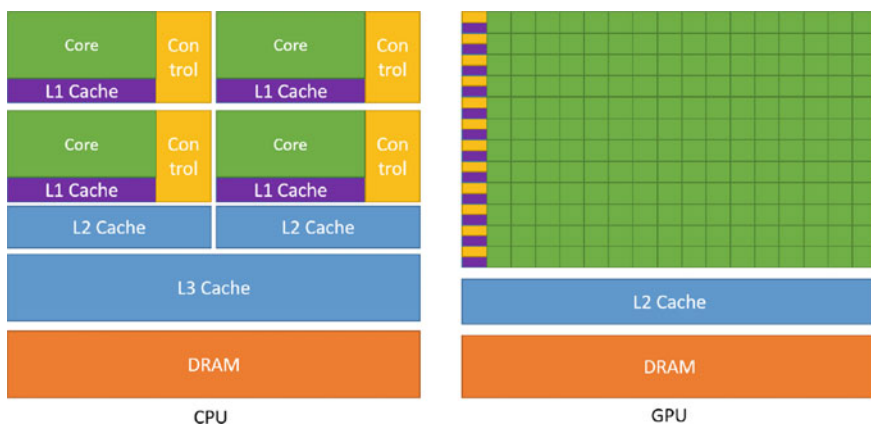 Core
Con
trol
Core
Con
trol
L1 Cache
L1 Cache
Core
Con
trol
Core
Con
trol
L1 Cache
L1 Cache
L2 Cache
L2 Cache
L3 Cache
DRAM
CPU
L2 Cache
DRAM
GPU